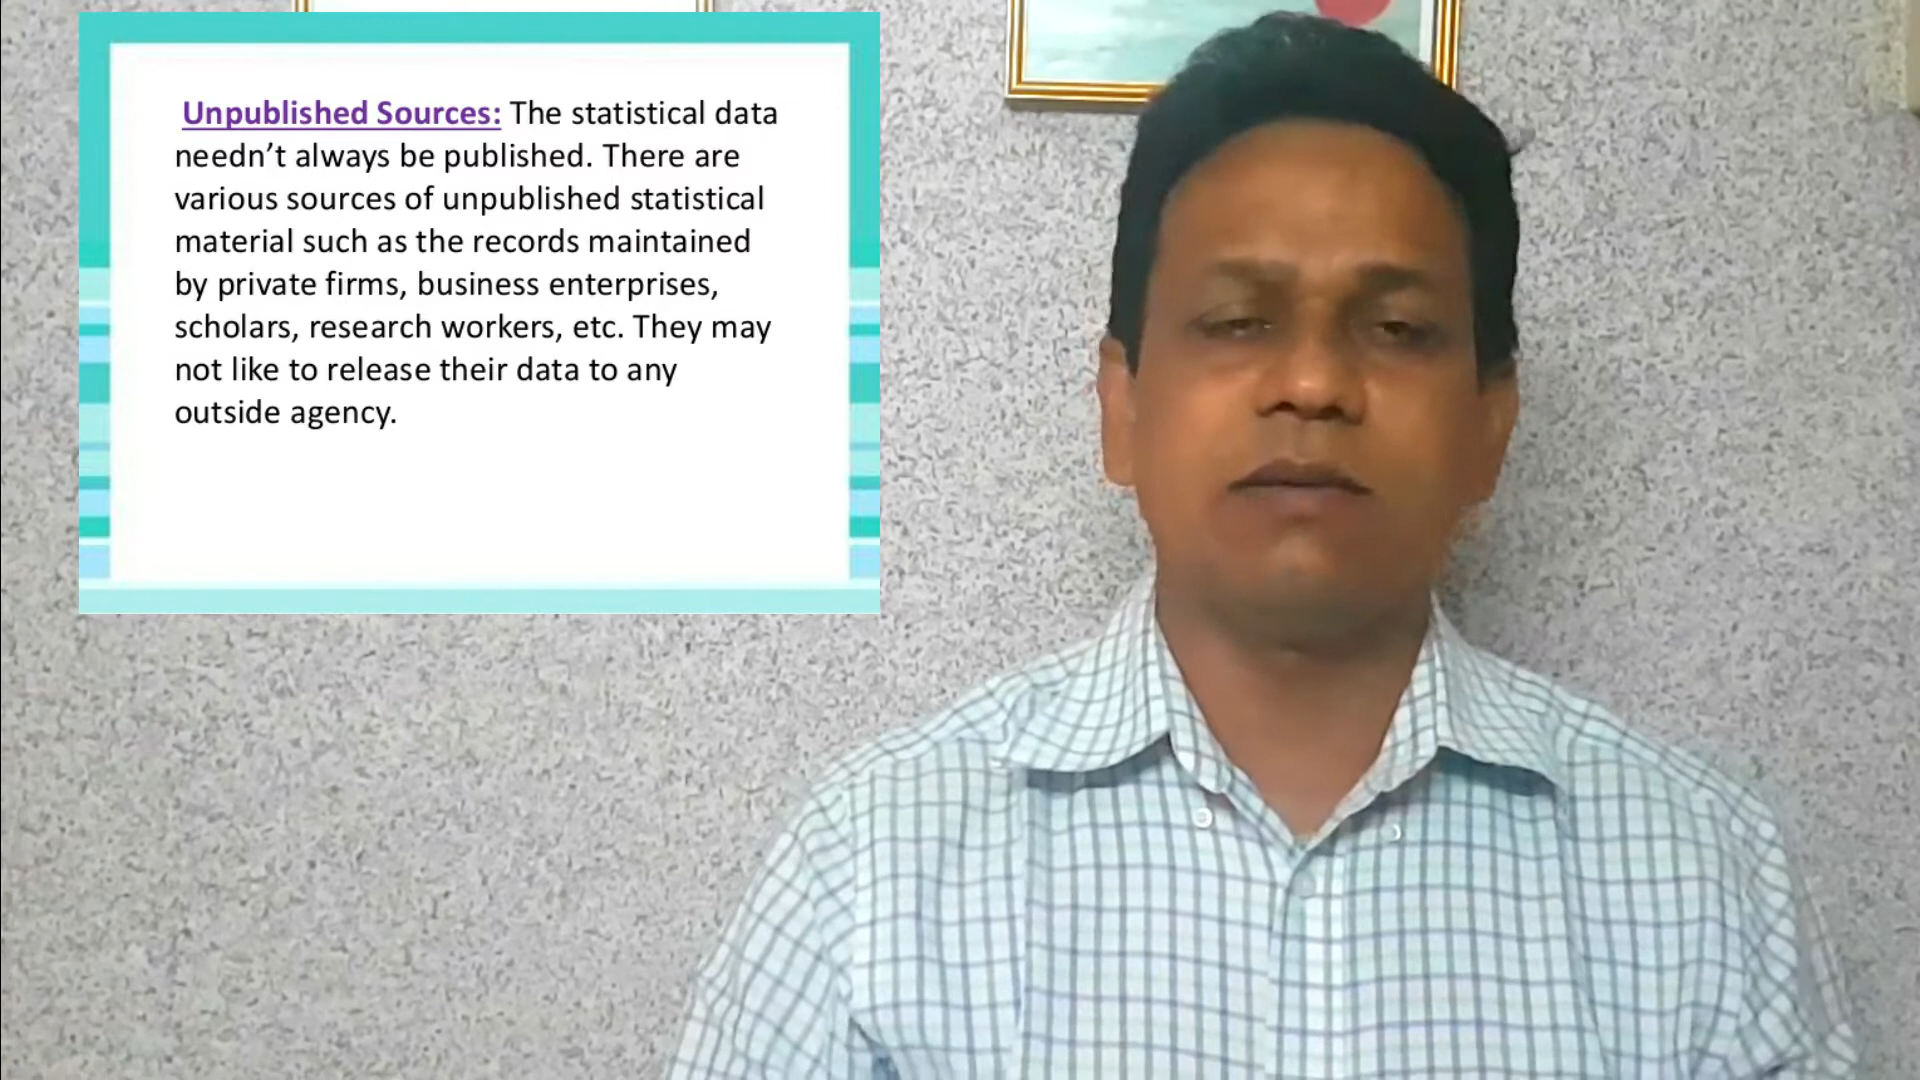 Unpublished Sources: The statistical data
needn’t always be published. There are
various sources of unpublished statistical
material such as the records maintained
by private firms, business enterprises,
scholars, research workers, etc. They may
not like to release their data to any
outside agency.